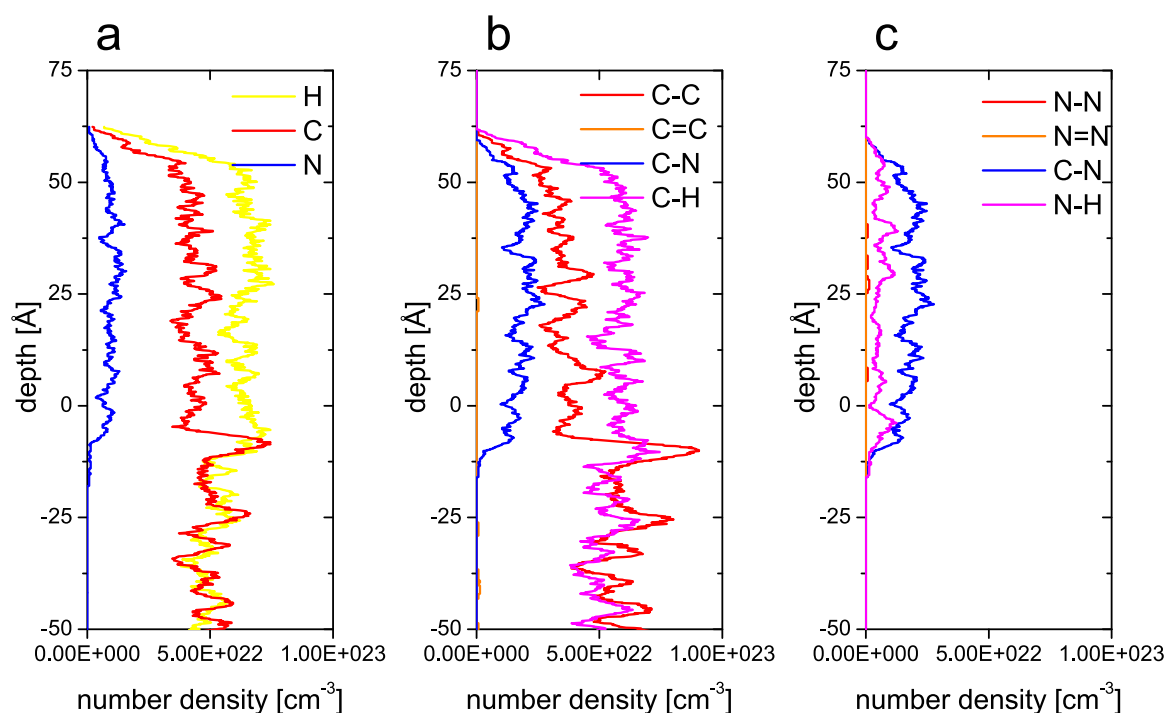 a
75
50
25
0
-25
-50
depth [Å]
H
C
N
0.00E+000
5.00E+022
1.00E+023
number density [cm-3]
b
75
50
25
0
-25
-50
depth [Å]
C-C
C=C
C-N
C-H
0.00E+000
5.00E+022
1.00E+023
number density [cm-3]
c
75
50
25
0
-25
-50
depth [Å]
N-N
N=N
C-N
N-H
0.00E+000
5.00E+022
1.00E+023
number density [cm-3]